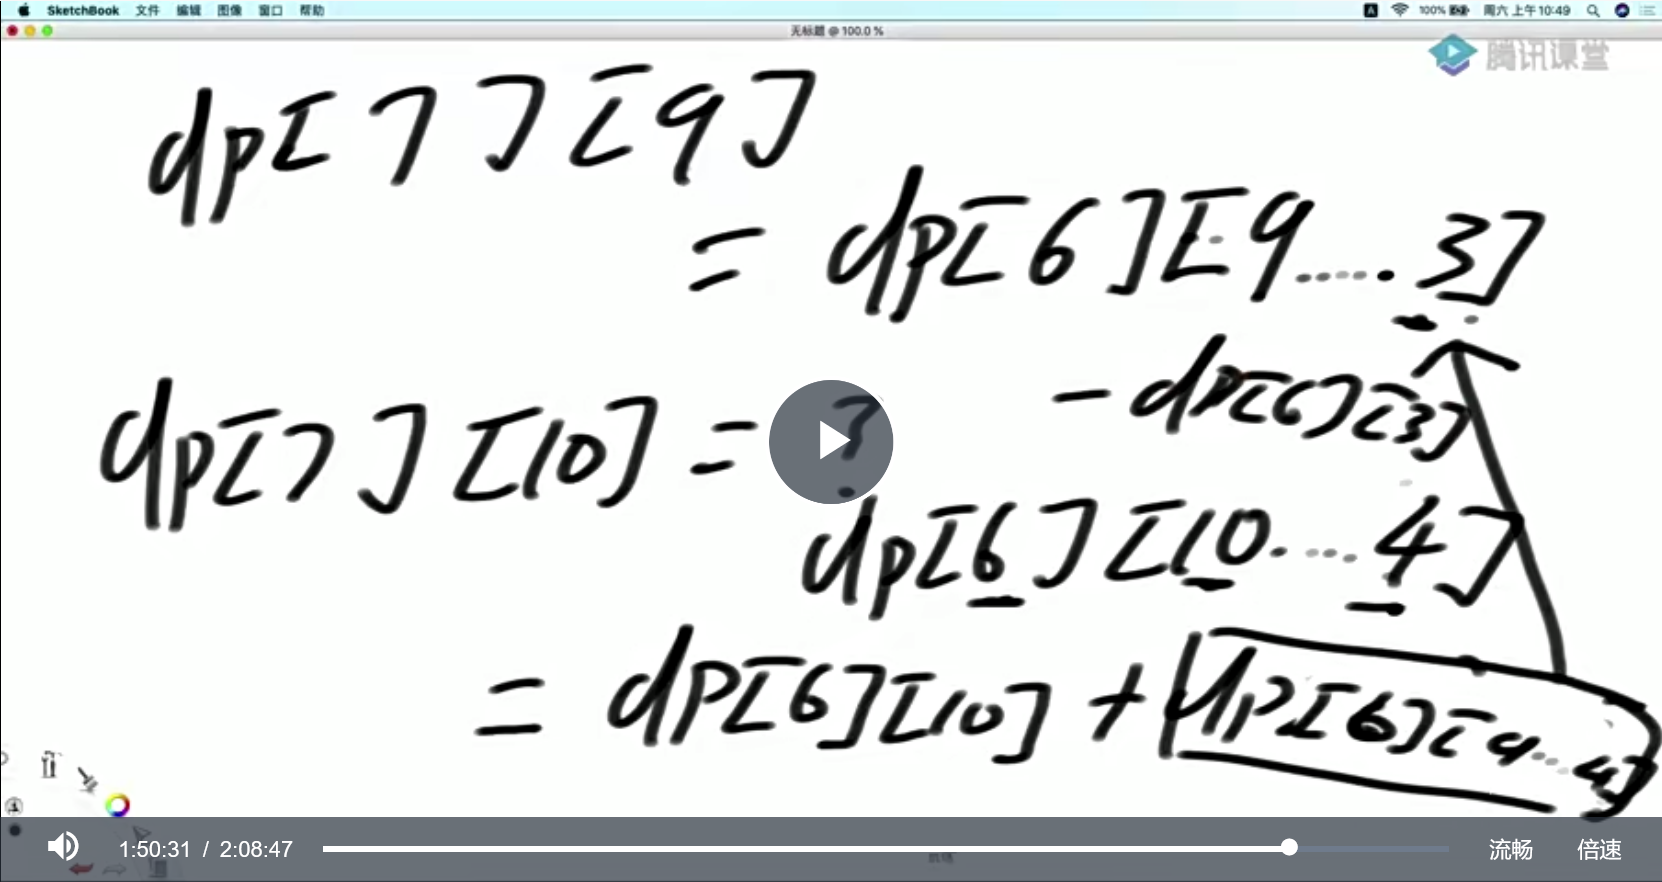 SketchBook 文件 编辑 图像 窗口 帮助
100% 周六 上午10:49
无标题 @ 100.0 %
腾讯课堂
dp[7][9]
= dp[6][9.....3]
- dp[6][3]
dp[7][10] = ?
dp[6][10.....4]
= dp[6][10] + dp[6][9...4]
1:50:31 / 2:08:47 流畅 倍速